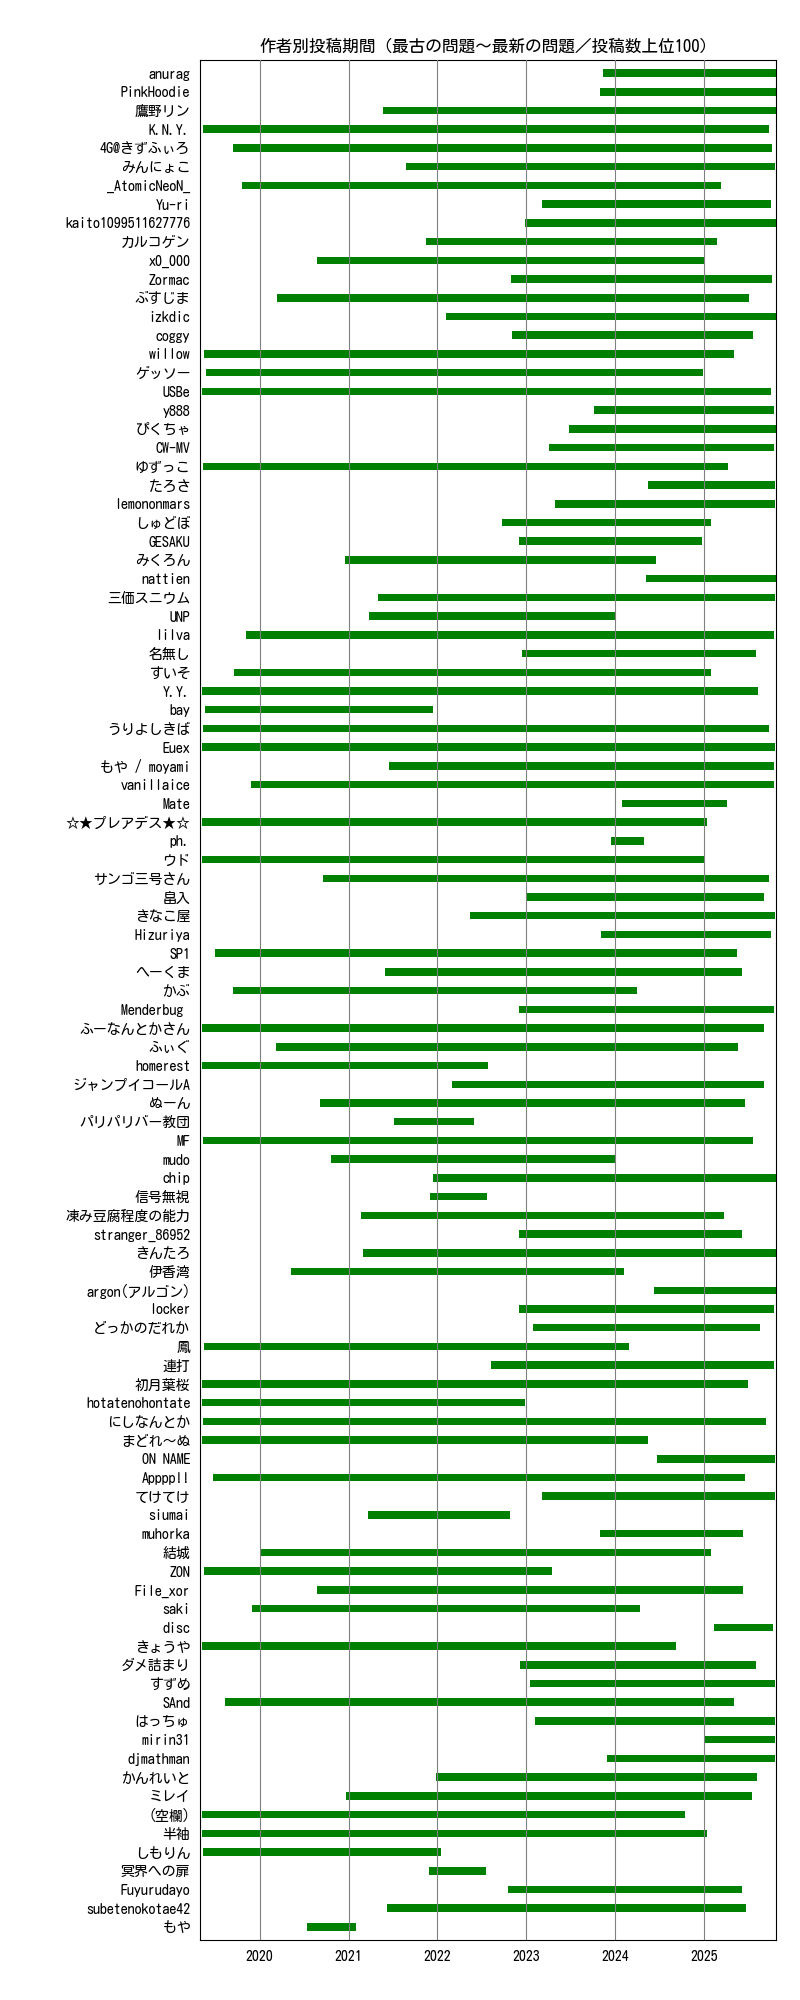 作者別投稿期間（最古の問題～最新の問題／投稿数上位100）
anurag
PinkHoodie
鷹野リン
K.N.Y.
4G@きずふぃろ
みんにょこ
_AtomicNeoN_
Yu-ri
kaito1099511627776
カルコゲン
x0_000
Zormac
ぶすじま
izkdic
coggy
willow
ゲッソー
USBe
y888
ぴくちゃ
CW-MV
ゆずっこ
たろさ
lemononmars
しゅどぼ
GESAKU
みくろん
nattien
三価スニウム
UNP
lilva
名無し
すいそ
Y.Y.
bay
うりよしきば
Euex
もや / moyami
vanillaice
Mate
☆★プレアデス★☆
ph.
ウド
サンゴ三号さん
畠入
きなこ屋
Hizuriya
SP1
へーくま
かぶ
Menderbug
ふーなんとかさん
ふぃぐ
homerest
ジャンプイコールA
ぬーん
パリパリバー教団
MF
mudo
chip
信号無視
凍み豆腐程度の能力
stranger_86952
きんたろ
伊香湾
argon(アルゴン)
locker
どっかのだれか
鳳
連打
初月葉桜
hotatenohontate
にしなんとか
まどれ～ぬ
ON NAME
Appppll
てけてけ
siumai
muhorka
結城
ZON
File_xor
saki
disc
きょうや
ダメ詰まり
すずめ
SAnd
はっちゅ
mirin31
djmathman
かんれいと
ミレイ
(空欄)
半袖
しもりん
冥界への扉
Fuyurudayo
subetenokotae42
もや
2020 2021 2022 2023 2024 2025